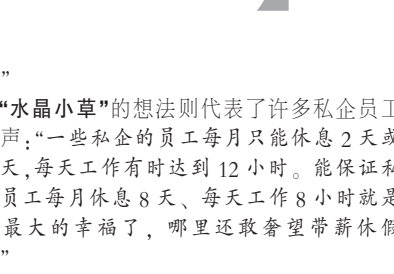 ”
“水晶小草”的想法则代表了许多私企员工
声：“一些私企的员工每月只能休息 2 天或
天，每天工作有时达到 12 小时。能保证私
员工每月休息 8 天、每天工作 8 小时就是
最大的幸福了，哪里还敢奢望带薪休假
”